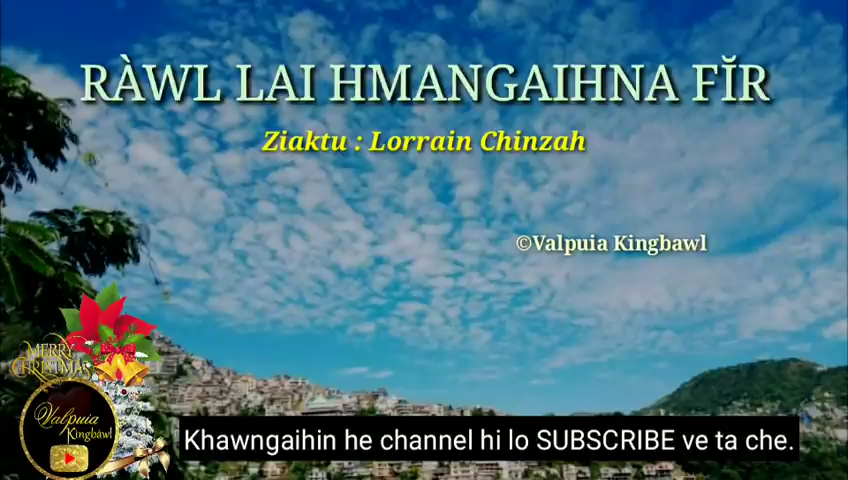 RÀWL LAI HMANGAIHNA FĬR
Ziaktu : Lorrain Chinzah
©Valpuia Kingbawl
MERRY
CHRISTMAS
Valpuia
Kingbawl
Khawngaihin he channel hi lo SUBSCRIBE ve ta che.